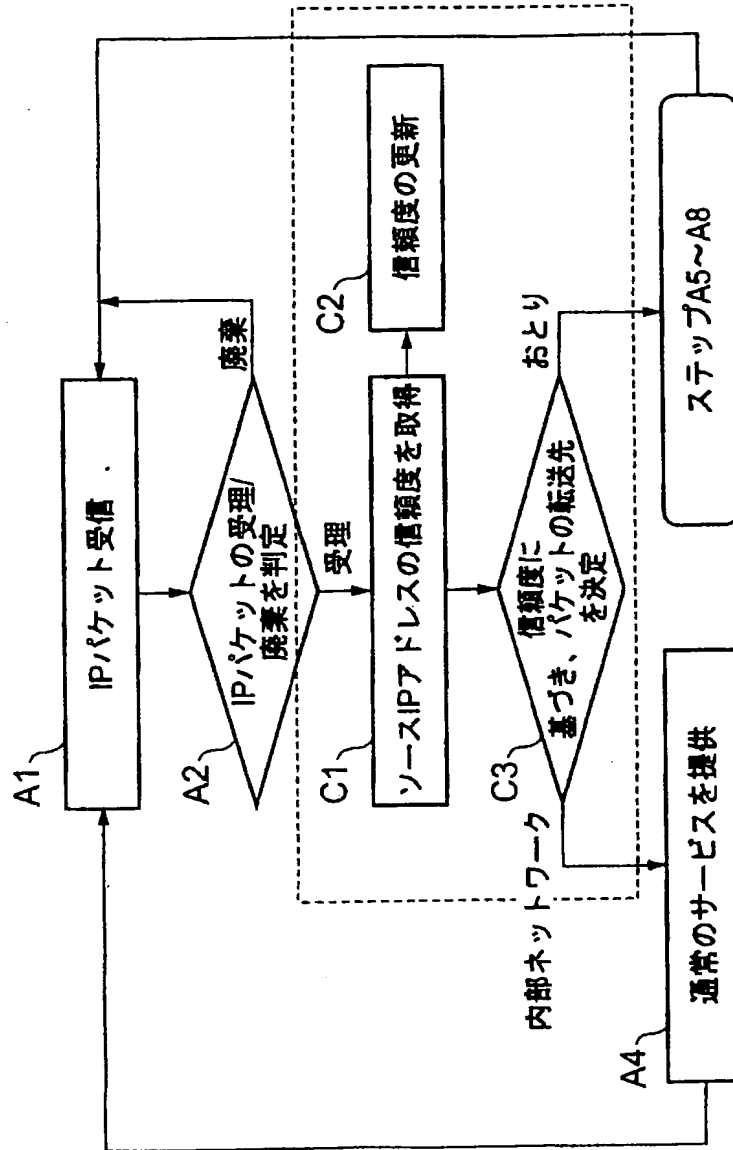 A1
IPパケット受信
A2
IPパケットの受理/
廃棄を判定
廃棄
受理
C1
ソースIPアドレスの信頼度を取得
C2
信頼度の更新
C3
信頼度に
基づき、パケットの転送先
を決定
内部ネットワーク
おとり
A4
通常のサービスを提供
ステップA5~A8